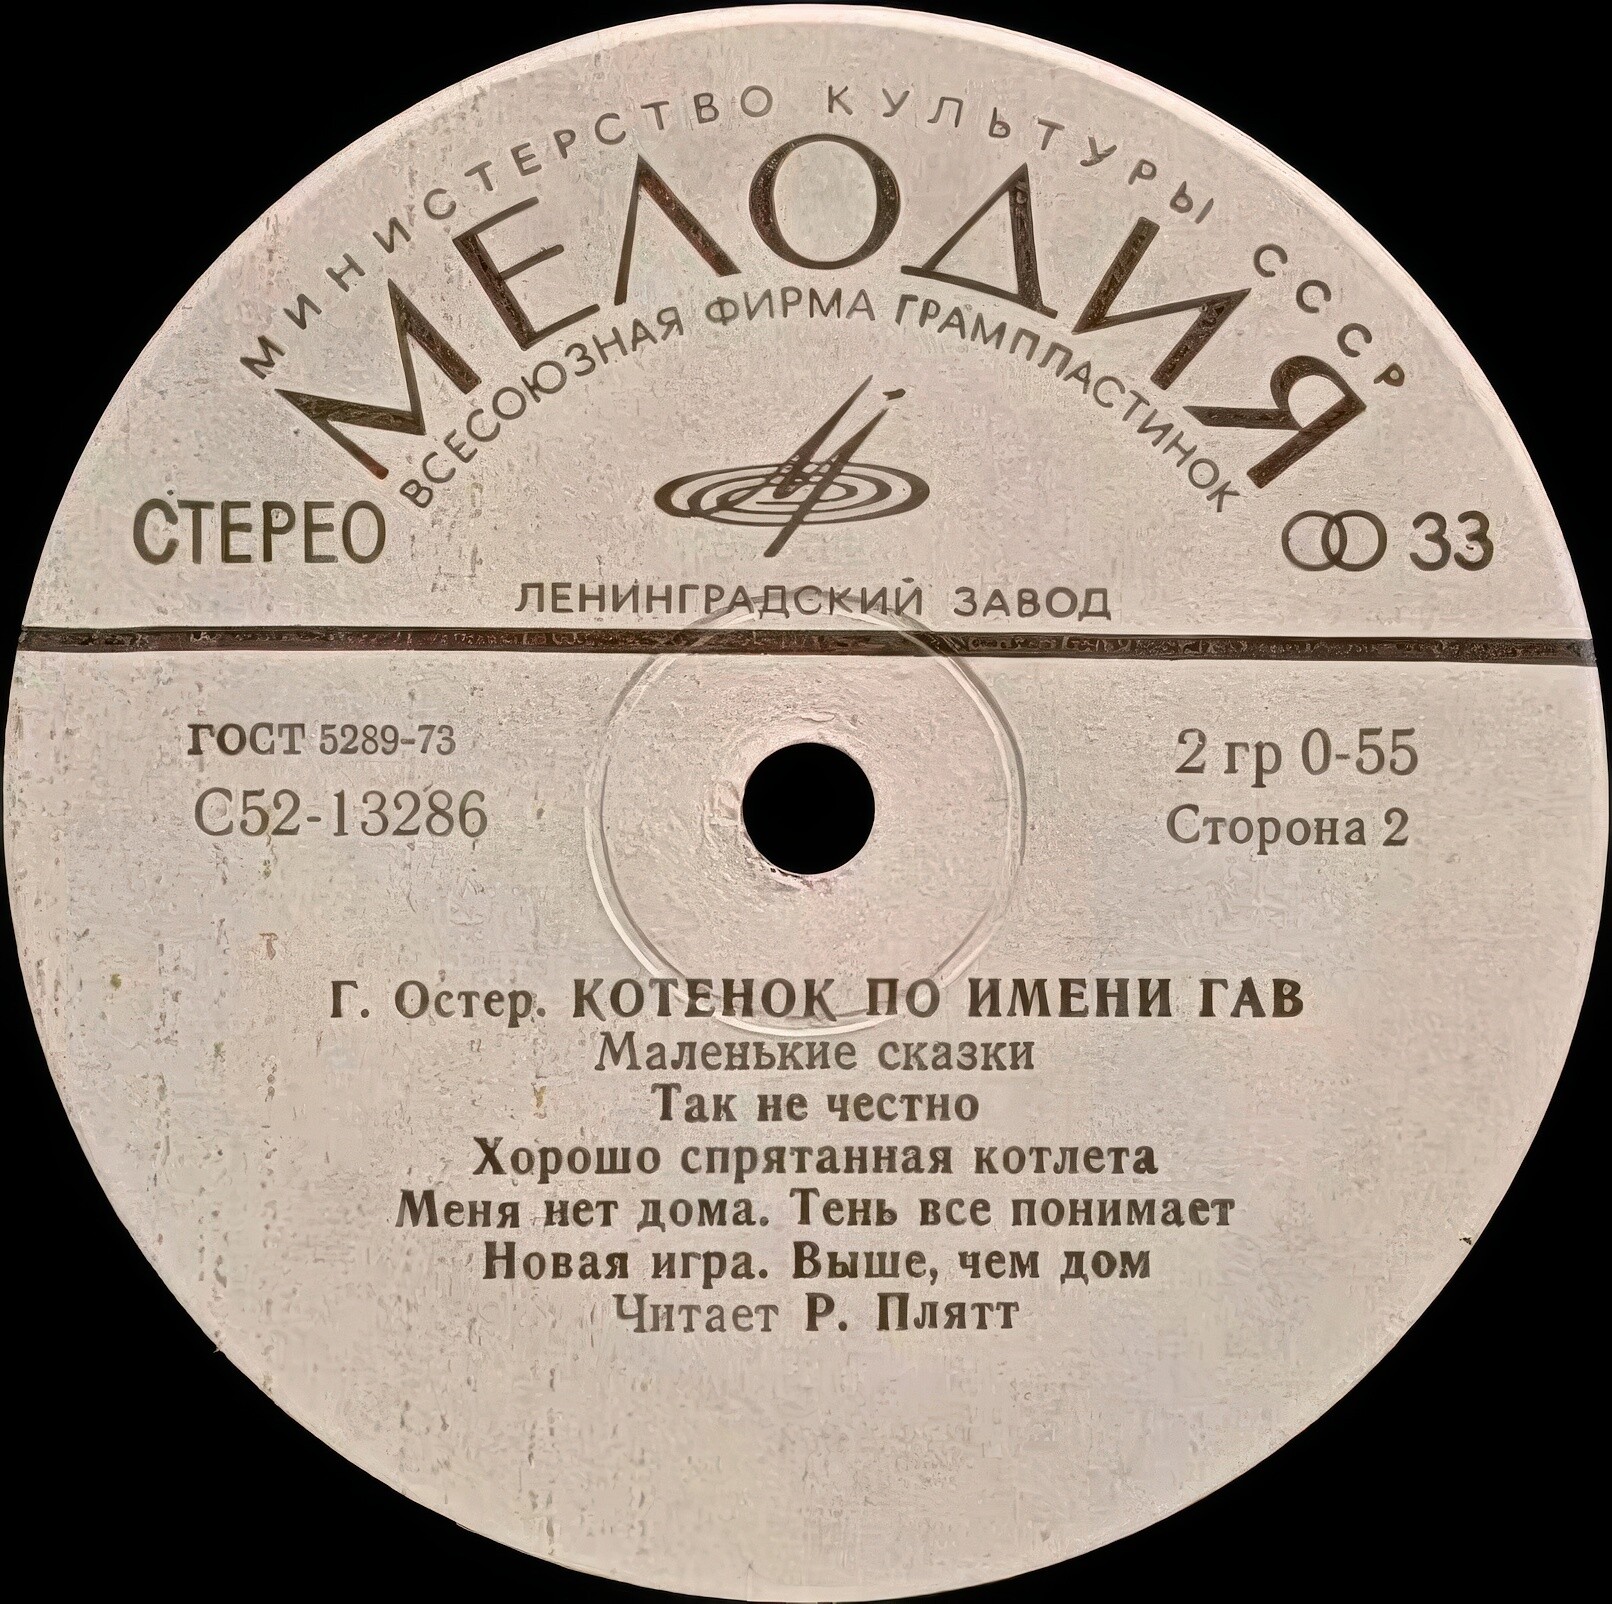 МИНИСТЕРСТВО КУЛЬТУРЫ СССР
МЕЛОДИЯ
ВСЕСОЮЗНАЯ ФИРМА ГРАМПЛАСТИНОК
СТЕРЕО
33
ЛЕНИНГРАДСКИЙ ЗАВОД
ГОСТ 5289-73
2 гр 0-55
С52-13286
Сторона 2
Г. Остер. КОТЕНОК ПО ИМЕНИ ГАВ
Маленькие сказки
Так не честно
Хорошо спрятанная котлета
Меня нет дома. Тень все понимает
Новая игра. Выше, чем дом
Читает Р. Плятт